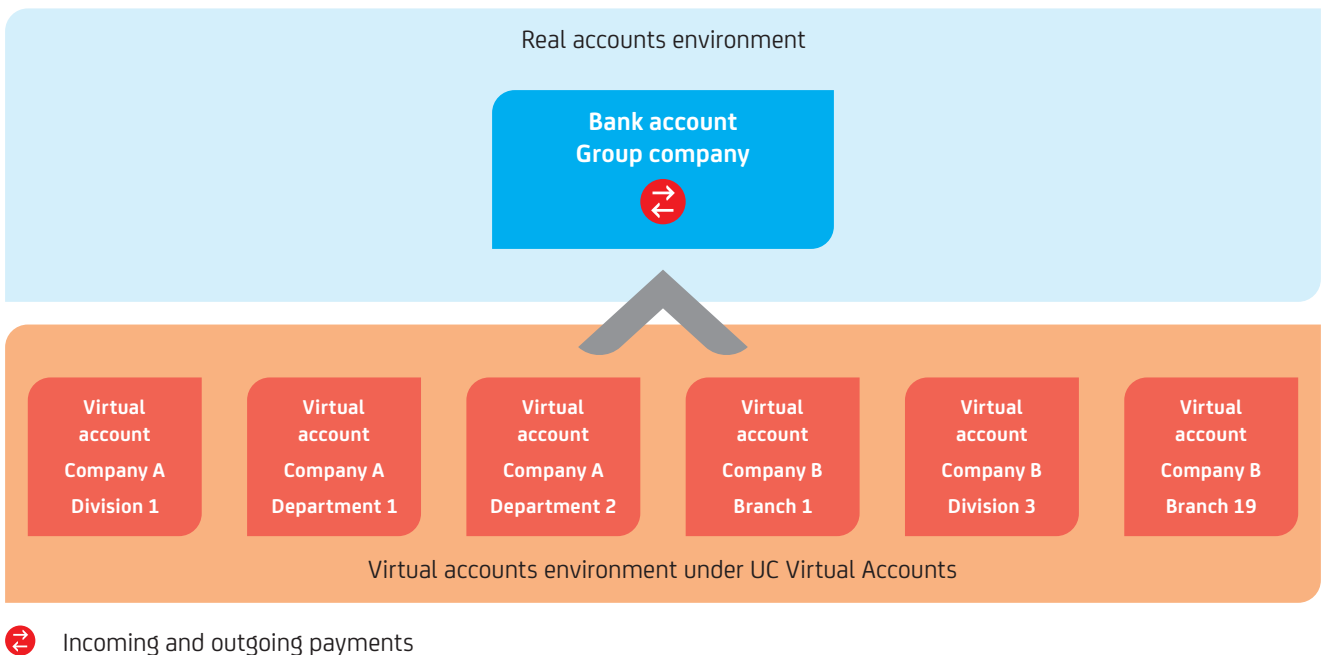 Real accounts environment
Bank account
Group company
Virtual
account
Company A
Division 1
Virtual
account
Company A
Department 1
Virtual
account
Company A
Department 2
Virtual
account
Company B
Branch 1
Virtual
account
Company B
Division 3
Virtual
account
Company B
Branch 19
Virtual accounts environment under UC Virtual Accounts
Incoming and outgoing payments